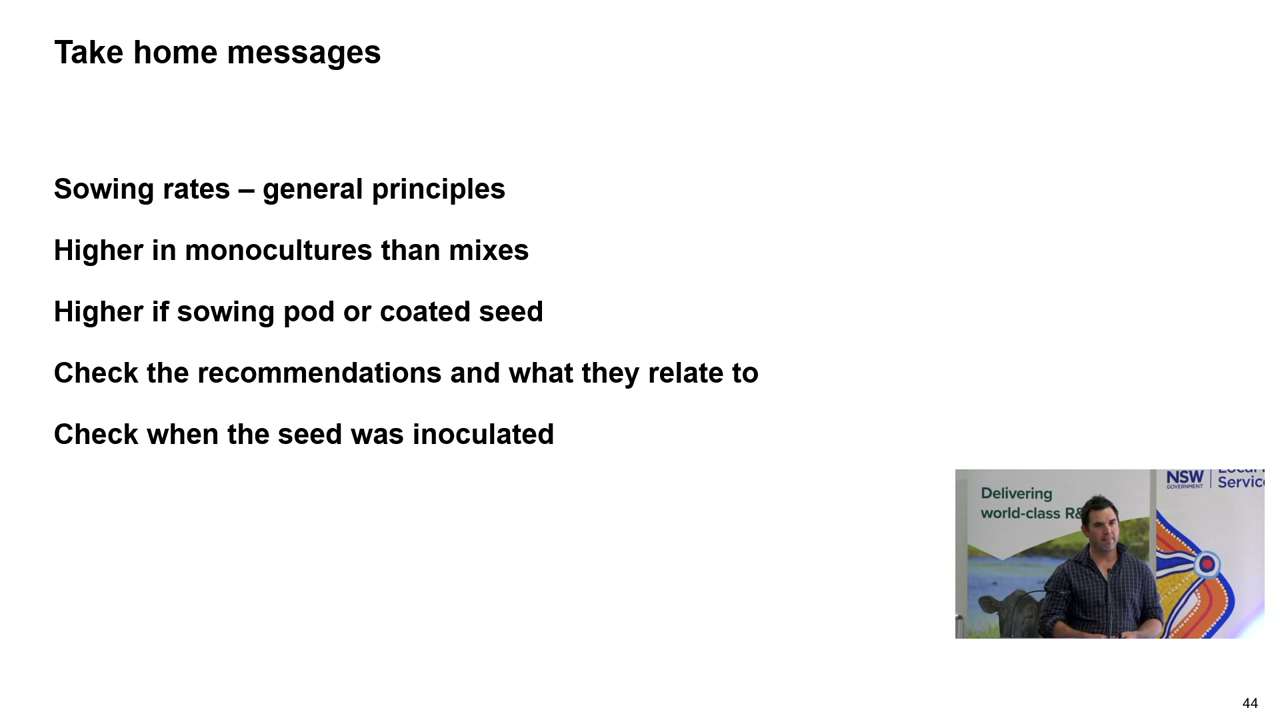 Take home messages
Sowing rates – general principles
Higher in monocultures than mixes
Higher if sowing pod or coated seed
Check the recommendations and what they relate to
Check when the seed was inoculated
Delivering
world-class
NSW
GOVERNMENT
Local
Service
44